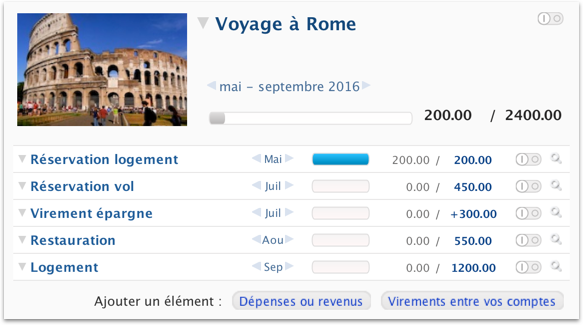 Voyage à Rome
mai - septembre 2016
200.00 / 2400.00
Réservation logement Mai 200.00 / 200.00
Réservation vol Juil 0.00 / 450.00
Virement épargne Juil 0.00 / +300.00
Restauration Aou 0.00 / 550.00
Logement Sep 0.00 / 1200.00
Ajouter un élément : Dépenses ou revenus Virements entre vos comptes